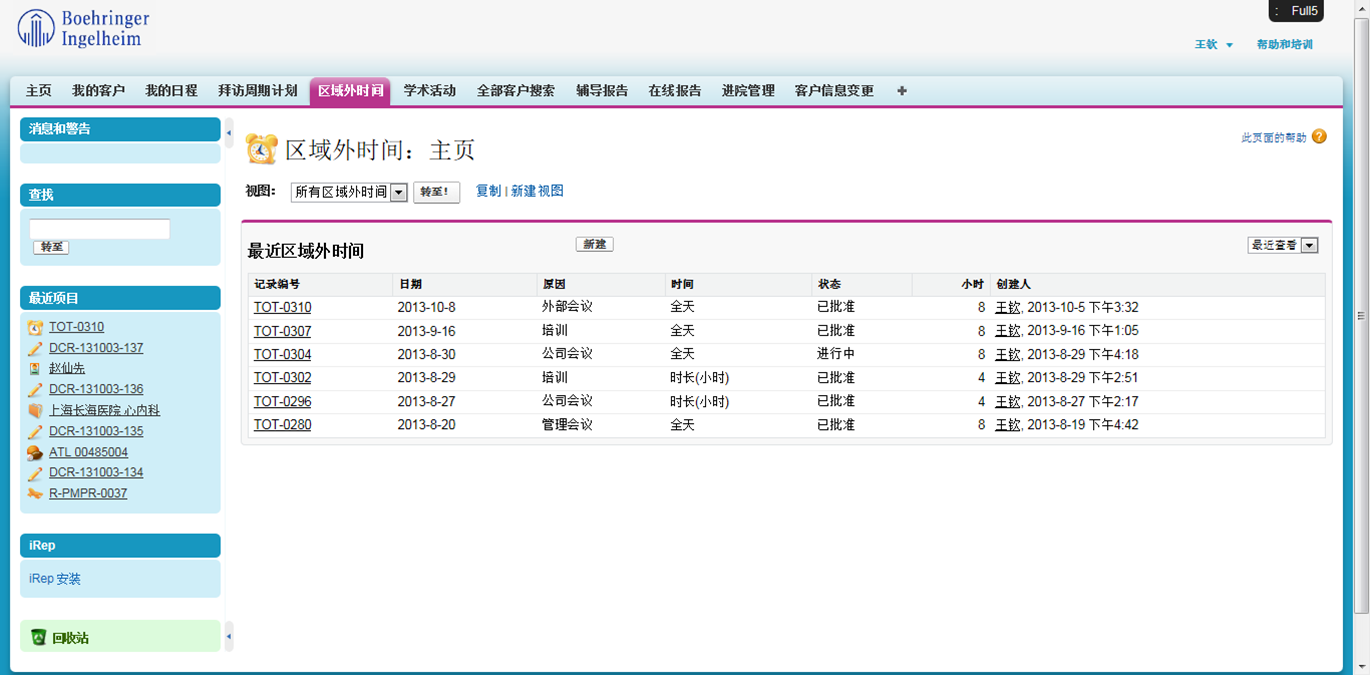 Boehringer
Ingelheim
: Full5
王钦 帮助和培训
主页 我的客户 我的日程 拜访周期计划 区域外时间 学术活动 全部客户搜索 辅导报告 在线报告 进院管理 客户信息变更 +
消息和警告
查找
转至
最近项目
TOT-0310
DCR-131003-137
赵仙先
DCR-131003-136
上海长海医院 心内科
DCR-131003-135
ATL 00485004
DCR-131003-134
R-PMPR-0037
iRep
iRep 安装
回收站
区域外时间：主页
此页面的帮助 ?
视图： 所有区域外时间 转至! 复制 | 新建视图
最近区域外时间 新建 最近查看
记录编号 日期 原因 时间 状态 小时 创建人
TOT-0310 2013-10-8 外部会议 全天 已批准 8 王钦, 2013-10-5 下午3:32
TOT-0307 2013-9-16 培训 全天 已批准 8 王钦, 2013-9-16 下午1:05
TOT-0304 2013-8-30 公司会议 全天 进行中 8 王钦, 2013-8-29 下午4:18
TOT-0302 2013-8-29 培训 时长(小时) 已批准 4 王钦, 2013-8-29 下午2:51
TOT-0296 2013-8-27 公司会议 时长(小时) 已批准 4 王钦, 2013-8-27 下午2:17
TOT-0280 2013-8-20 管理会议 全天 已批准 8 王钦, 2013-8-19 下午4:42